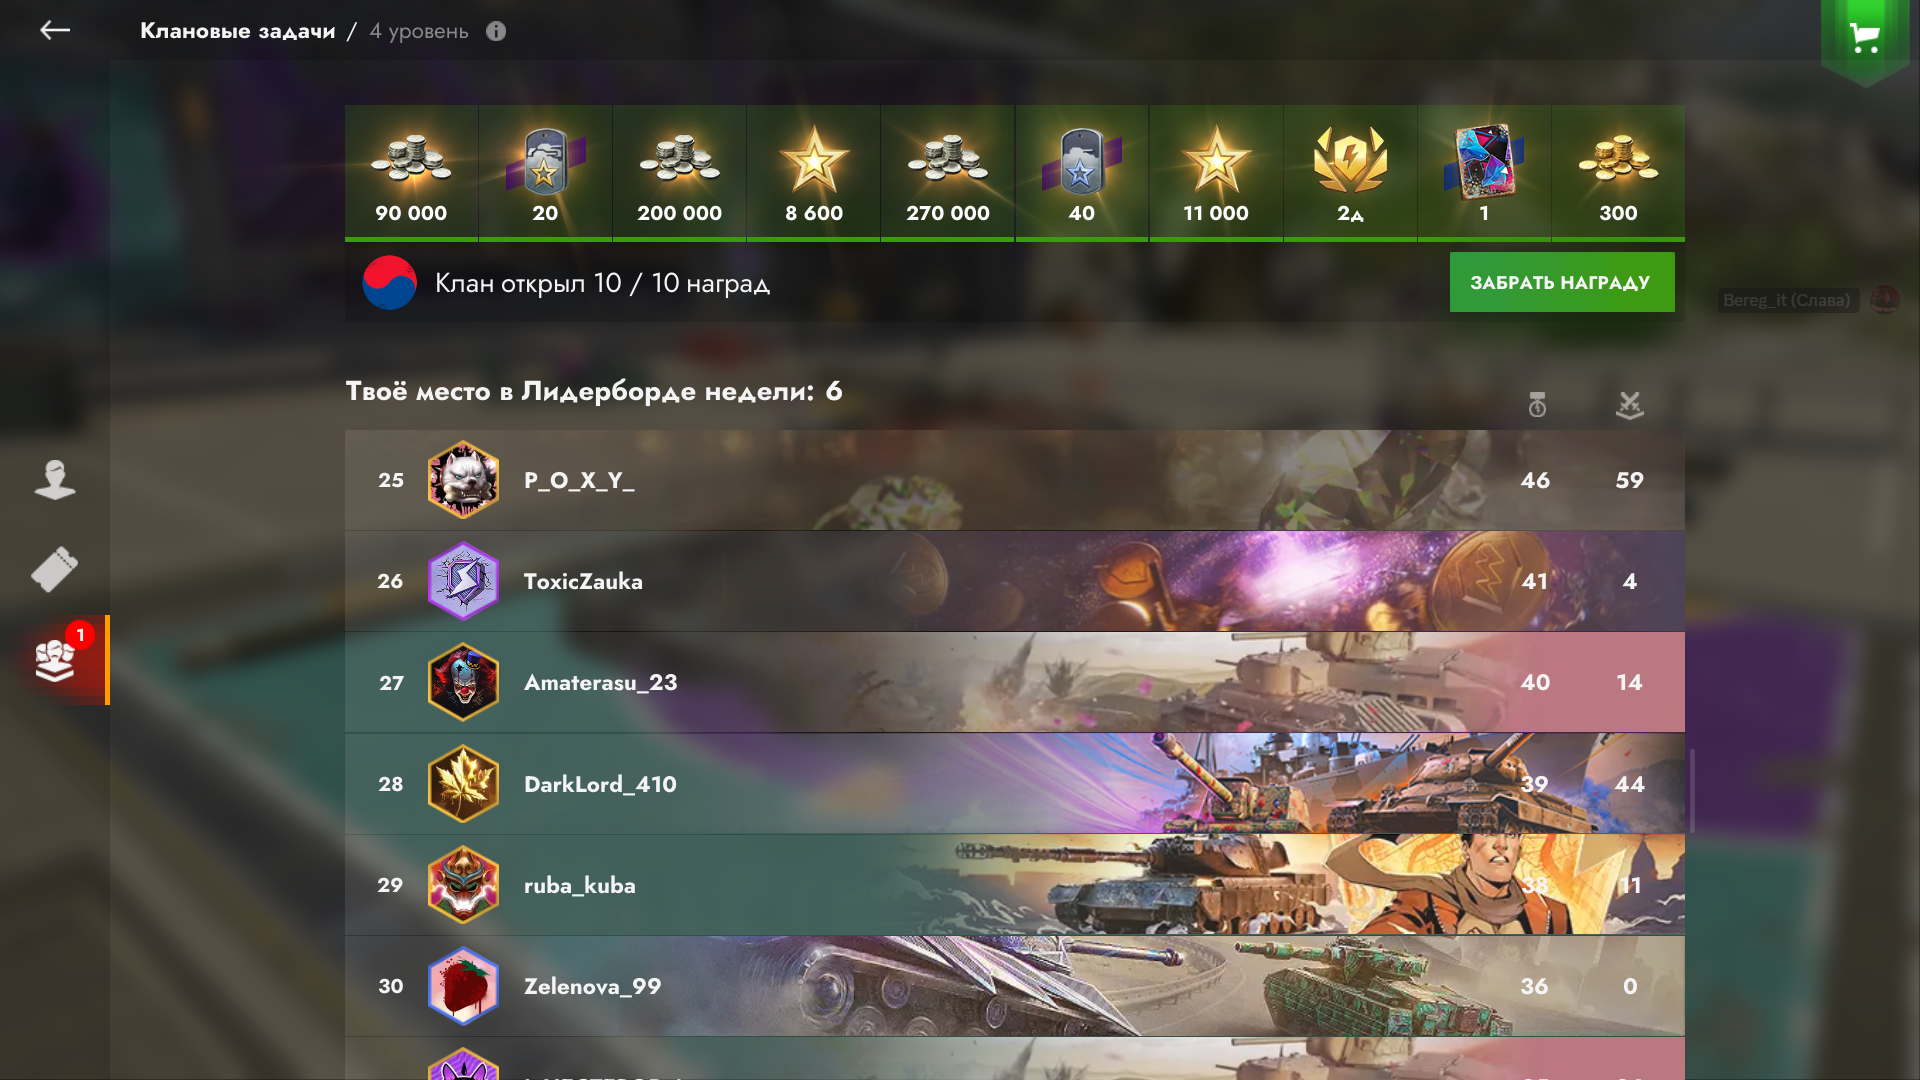 Клановые задачи / 4 уровень
90 000 20 200 000 8 600 270 000 40 11 000 2д 1 300
Клан открыл 10 / 10 наград
ЗАБРАТЬ НАГРАДУ
Bereg_it (Слава)
Твоё место в Лидерборде недели: 6
25 P_O_X_Y_ 46 59
26 ToxicZauka 41 4
1
27 Amaterasu_23 40 14
28 DarkLord_410 39 44
29 ruba_kuba 38 11
30 Zelenova_99 36 0